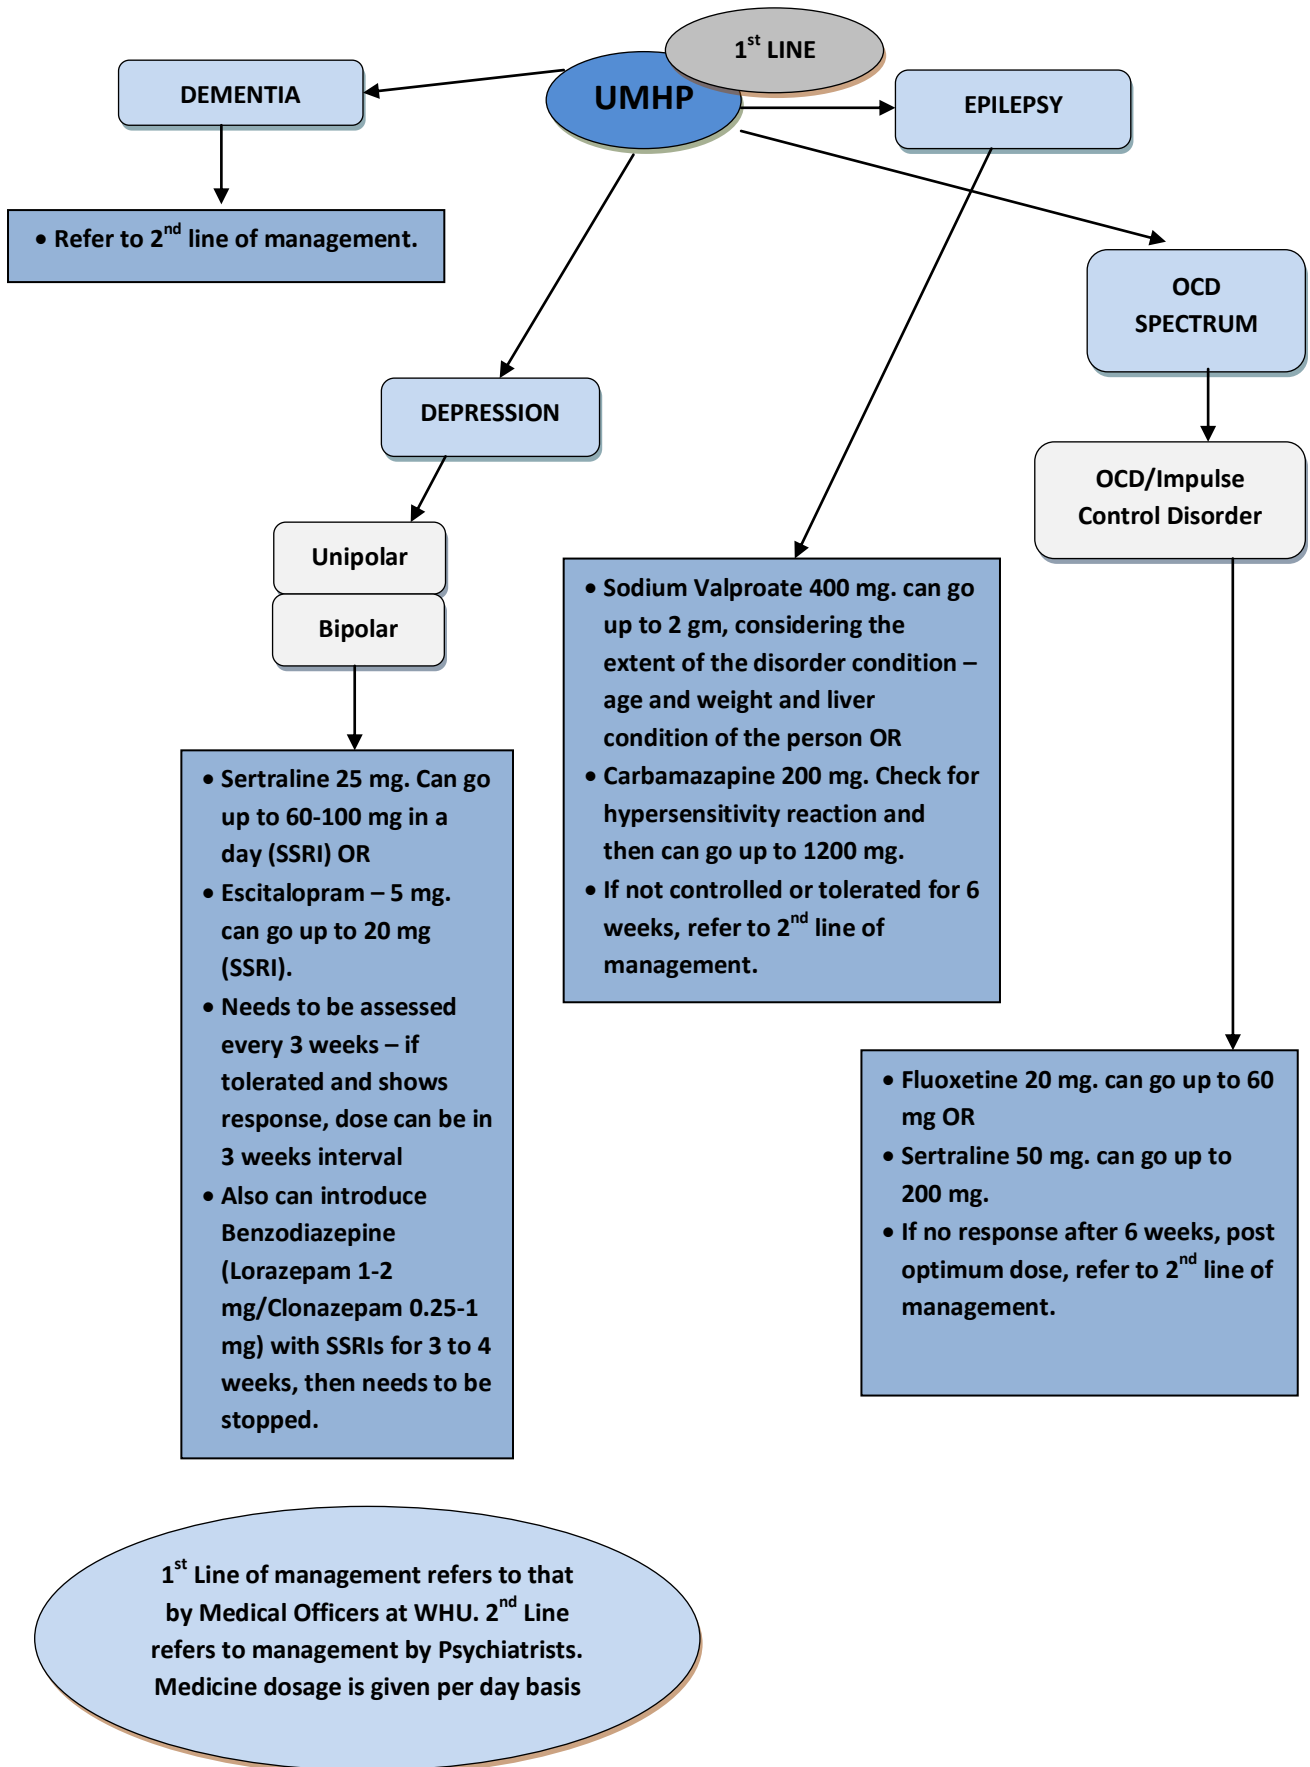 1st LINE
UMHP
DEMENTIA
EPILEPSY
• Refer to 2nd line of management.
OCD
SPECTRUM
DEPRESSION
OCD/Impulse
Control Disorder
Unipolar
Bipolar
• Sodium Valproate 400 mg. can go
up to 2 gm, considering the
extent of the disorder condition –
age and weight and liver
condition of the person OR
• Carbamazapine 200 mg. Check for
hypersensitivity reaction and
then can go up to 1200 mg.
• If not controlled or tolerated for 6
weeks, refer to 2nd line of
management.
• Sertraline 25 mg. Can go
up to 60-100 mg in a
day (SSRI) OR
• Escitalopram – 5 mg.
can go up to 20 mg
(SSRI).
• Needs to be assessed
every 3 weeks – if
tolerated and shows
response, dose can be in
3 weeks interval
• Also can introduce
Benzodiazepine
(Lorazepam 1-2
mg/Clonazepam 0.25-1
mg) with SSRIs for 3 to 4
weeks, then needs to be
stopped.
• Fluoxetine 20 mg. can go up to 60
mg OR
• Sertraline 50 mg. can go up to
200 mg.
• If no response after 6 weeks, post
optimum dose, refer to 2nd line of
management.
1st Line of management refers to that
by Medical Officers at WHU. 2nd Line
refers to management by Psychiatrists.
Medicine dosage is given per day basis